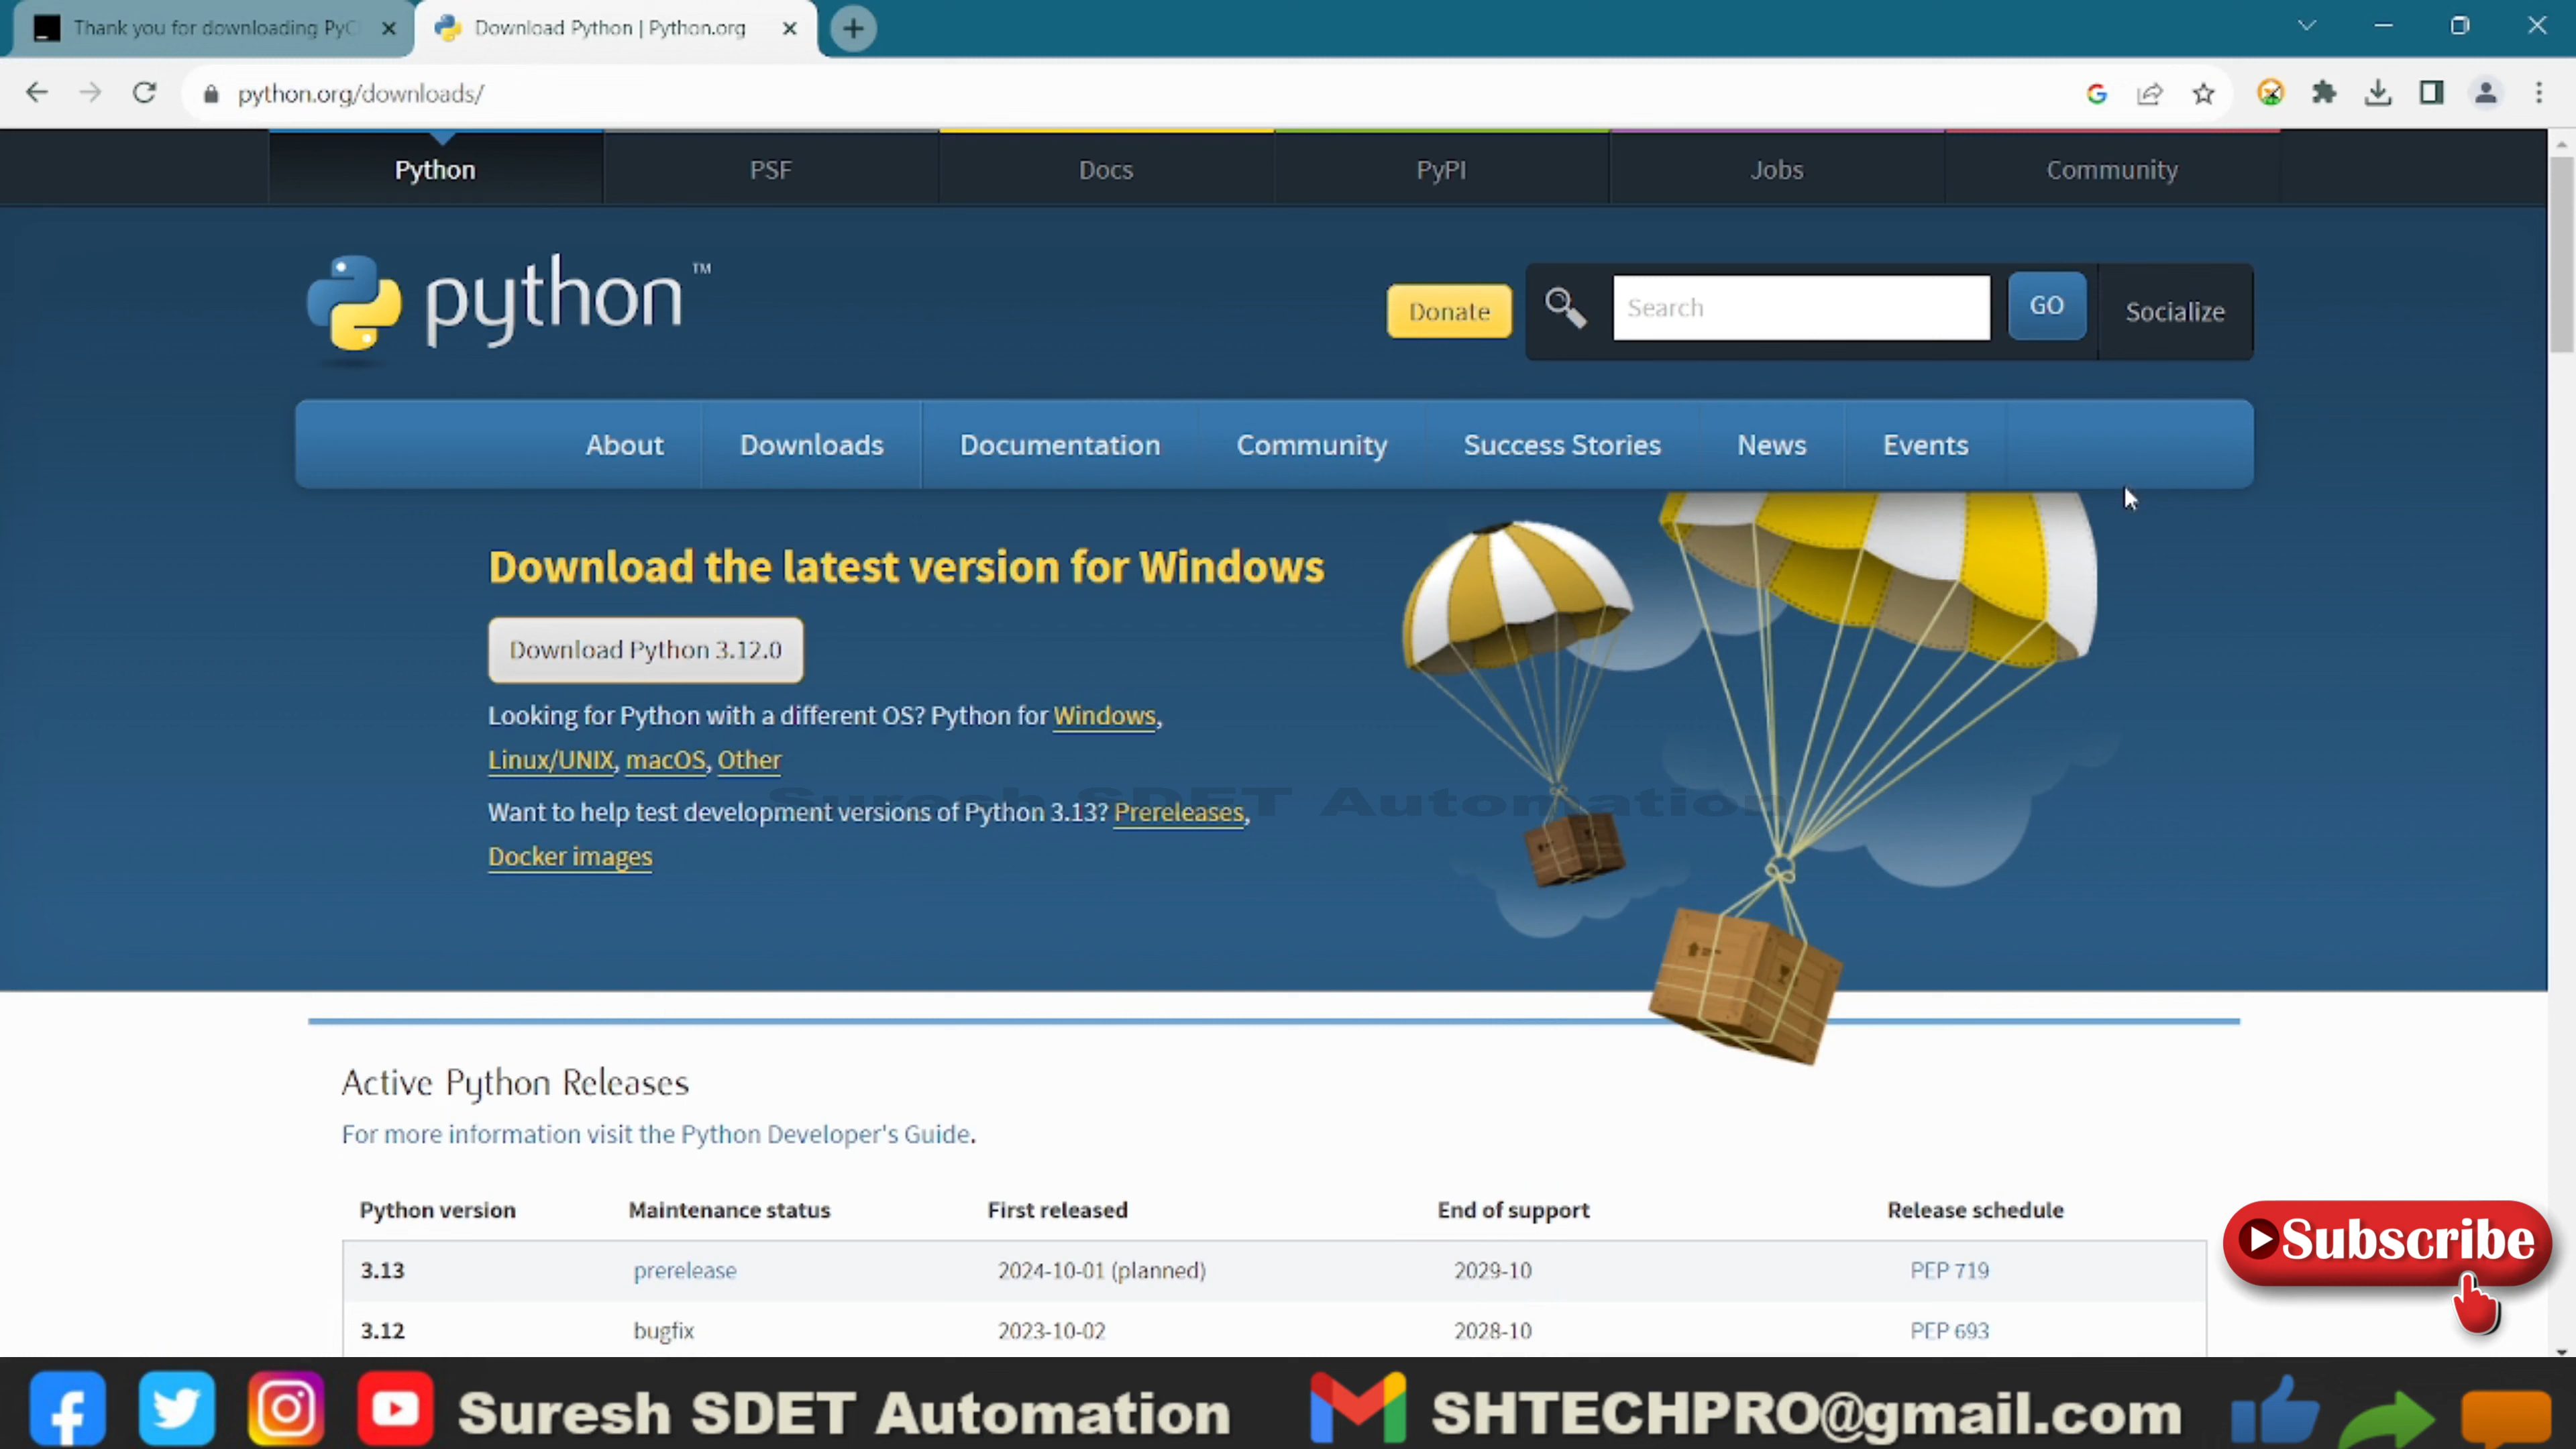 Thank you for downloading PyC
Download Python | Python.org
python.org/downloads/
Python
PSF
Docs
PyPI
Jobs
Community
python™
Donate
Search
GO
Socialize
About
Downloads
Documentation
Community
Success Stories
News
Events
Download the latest version for Windows
Download Python 3.12.0
Looking for Python with a different OS? Python for Windows,
Linux/UNIX, macOS, Other
Suresh SDET Automation
Want to help test development versions of Python 3.13? Prereleases,
Docker images
Active Python Releases
For more information visit the Python Developer's Guide.
Python version Maintenance status First released End of support Release schedule
3.13 prerelease 2024-10-01 (planned) 2029-10 PEP 719
3.12 bugfix 2023-10-02 2028-10 PEP 693
Subscribe
Suresh SDET Automation
SHTECHPRO@gmail.com